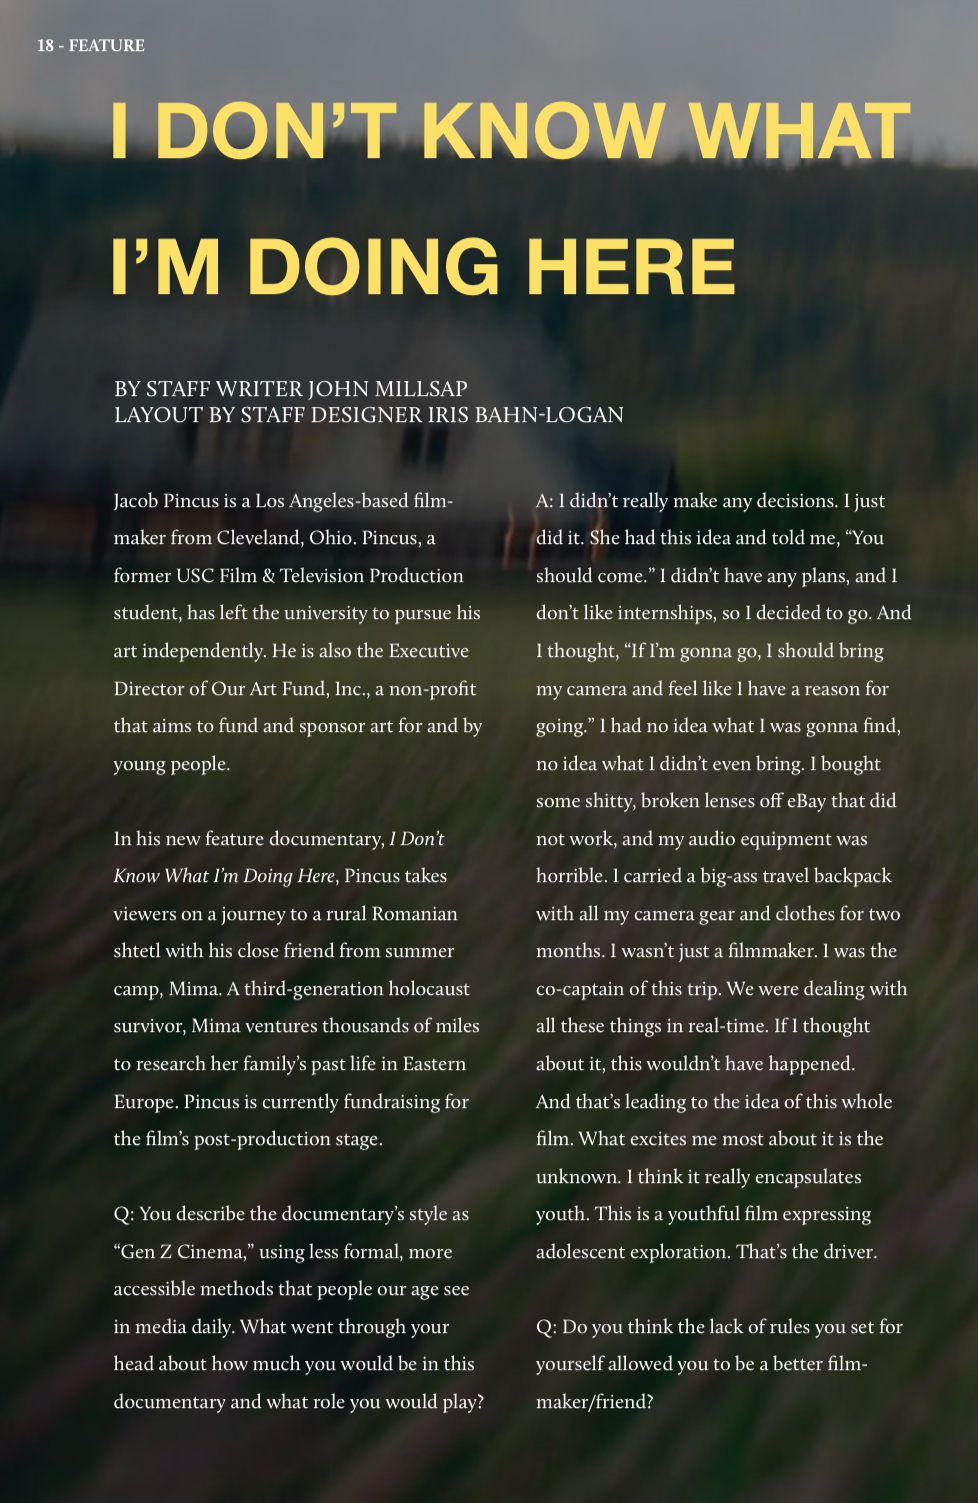 18 - FEATURE
I DON’T KNOW WHAT
I’M DOING HERE
BY STAFF WRITER JOHN MILLSAP
LAYOUT BY STAFF DESIGNER IRIS BAHN-LOGAN
Jacob Pincus is a Los Angeles-based film-
maker from Cleveland, Ohio. Pincus, a
former USC Film & Television Production
student, has left the university to pursue his
art independently. He is also the Executive
Director of Our Art Fund, Inc., a non-profit
that aims to fund and sponsor art for and by
young people.
In his new feature documentary, I Don’t
Know What I’m Doing Here, Pincus takes
viewers on a journey to a rural Romanian
shtetl with his close friend from summer
camp, Mima. A third-generation holocaust
survivor, Mima ventures thousands of miles
to research her family’s past life in Eastern
Europe. Pincus is currently fundraising for
the film’s post-production stage.
Q: You describe the documentary’s style as
“Gen Z Cinema,” using less formal, more
accessible methods that people our age see
in media daily. What went through your
head about how much you would be in this
documentary and what role you would play?
A: I didn’t really make any decisions. I just
did it. She had this idea and told me, “You
should come.” I didn’t have any plans, and I
don’t like internships, so I decided to go. And
I thought, “If I’m gonna go, I should bring
my camera and feel like I have a reason for
going.” I had no idea what I was gonna find,
no idea what I didn’t even bring. I bought
some shitty, broken lenses off eBay that did
not work, and my audio equipment was
horrible. I carried a big-ass travel backpack
with all my camera gear and clothes for two
months. I wasn’t just a filmmaker. I was the
co-captain of this trip. We were dealing with
all these things in real-time. If I thought
about it, this wouldn’t have happened.
And that’s leading to the idea of this whole
film. What excites me most about it is the
unknown. I think it really encapsulates
youth. This is a youthful film expressing
adolescent exploration. That’s the driver.
Q: Do you think the lack of rules you set for
yourself allowed you to be a better film-
maker/friend?